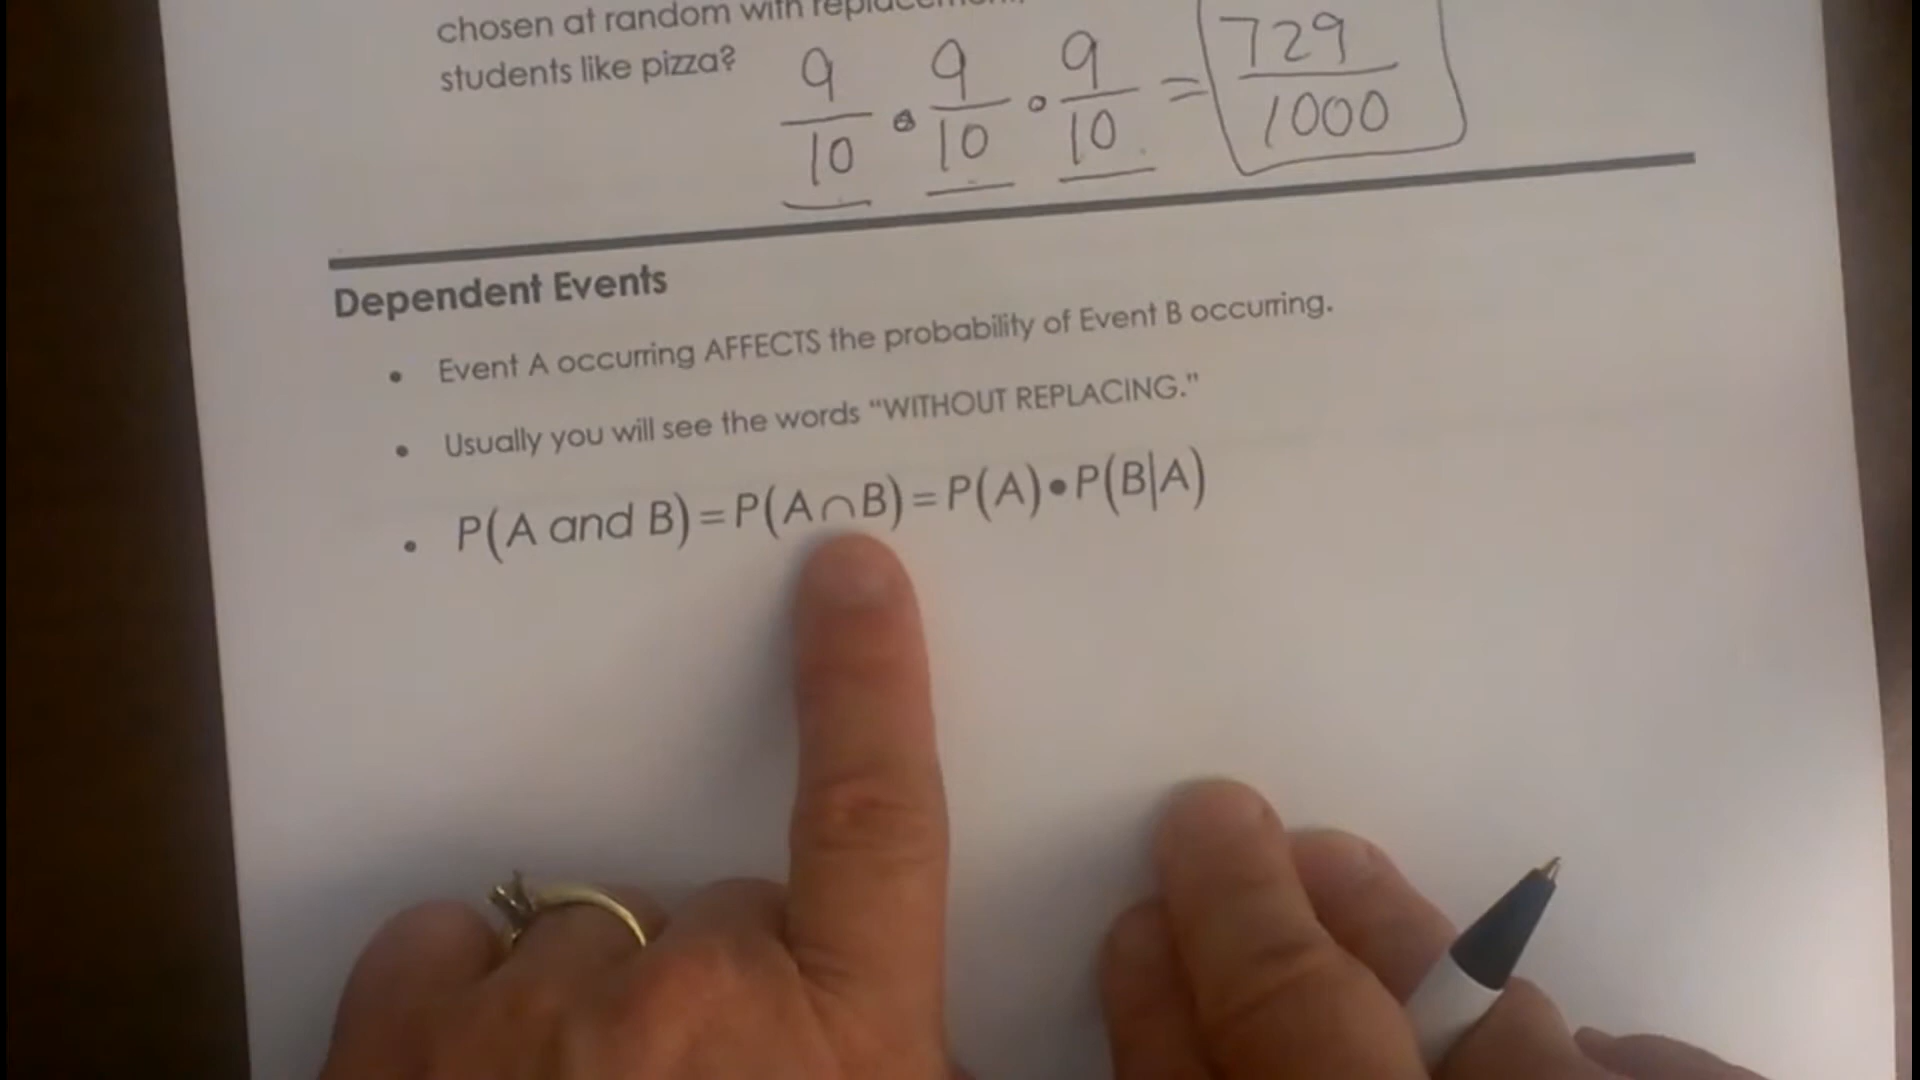 chosen at random with
students like pizza?
9/10 • 9/10 • 9/10 = 729/1000
Dependent Events
• Event A occurring AFFECTS the probability of Event B occurring.
• Usually you will see the words “WITHOUT REPLACING.”
• P(A and B)=P(A∩B)=P(A)•P(B|A)